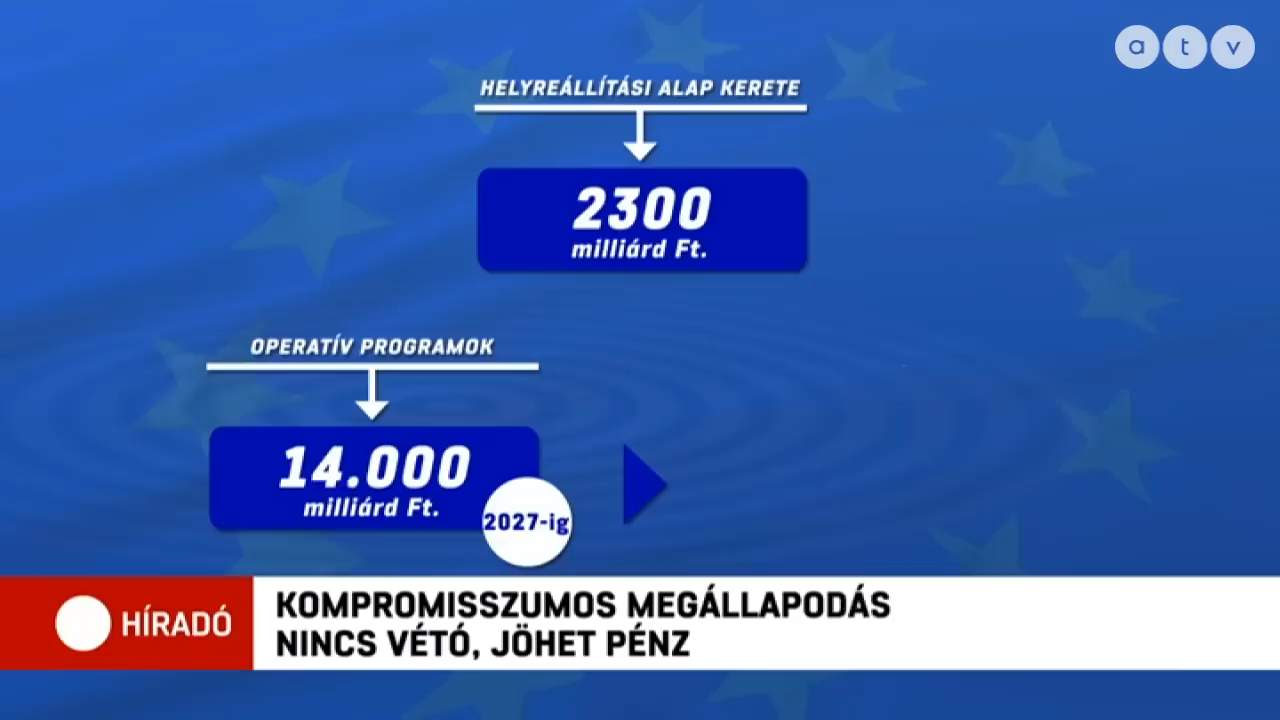 atv
HELYREÁLLÍTÁSI ALAP KERETE
2300
milliárd Ft.
OPERATÍV PROGRAMOK
14.000
milliárd Ft.
2027-ig
HÍRADÓ
KOMPROMISSZUMOS MEGÁLLAPODÁS
NINCS VÉTÓ, JÖHET PÉNZ